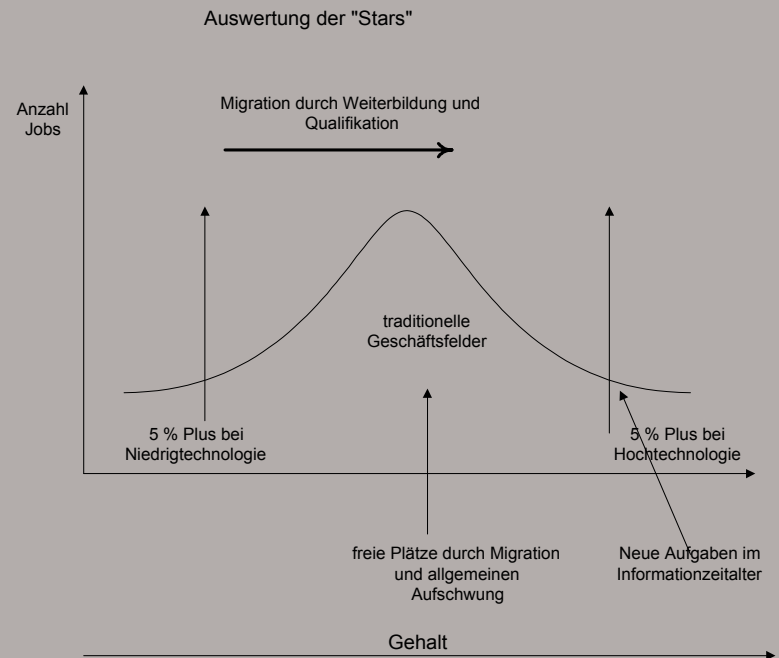 Auswertung der "Stars"
Anzahl
Jobs
Migration durch Weiterbildung und
Qualifikation
traditionelle
Geschäftsfelder
5 % Plus bei
Niedrigtechnologie
5 % Plus bei
Hochtechnologie
freie Plätze durch Migration
und allgemeinen
Aufschwung
Neue Aufgaben im
Informationzeitalter
Gehalt